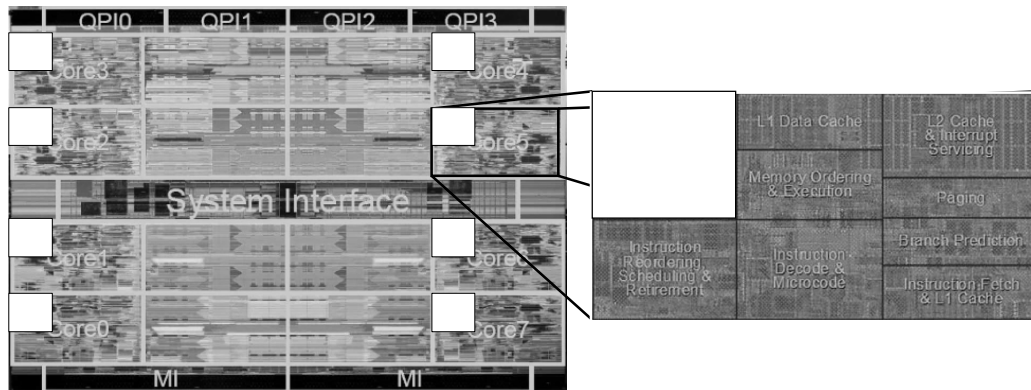 QPI0 QPI1 QPI2 QPI3
Core3 Core4
Core2 Core5
System Interface
Core1 Core6
Core0 Core7
MI MI
L1 Data Cache
L2 Cache
& Interrupt
Servicing
Memory Ordering
& Execution
Paging
Instruction
Reordering,
Scheduling &
Retirement
Instruction
Decode &
Microcode
Branch Prediction
Instruction Fetch
& L1 Cache